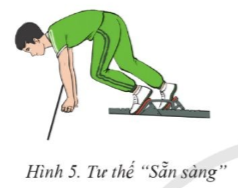 Hình 5. Tư thế “Sẵn sàng”